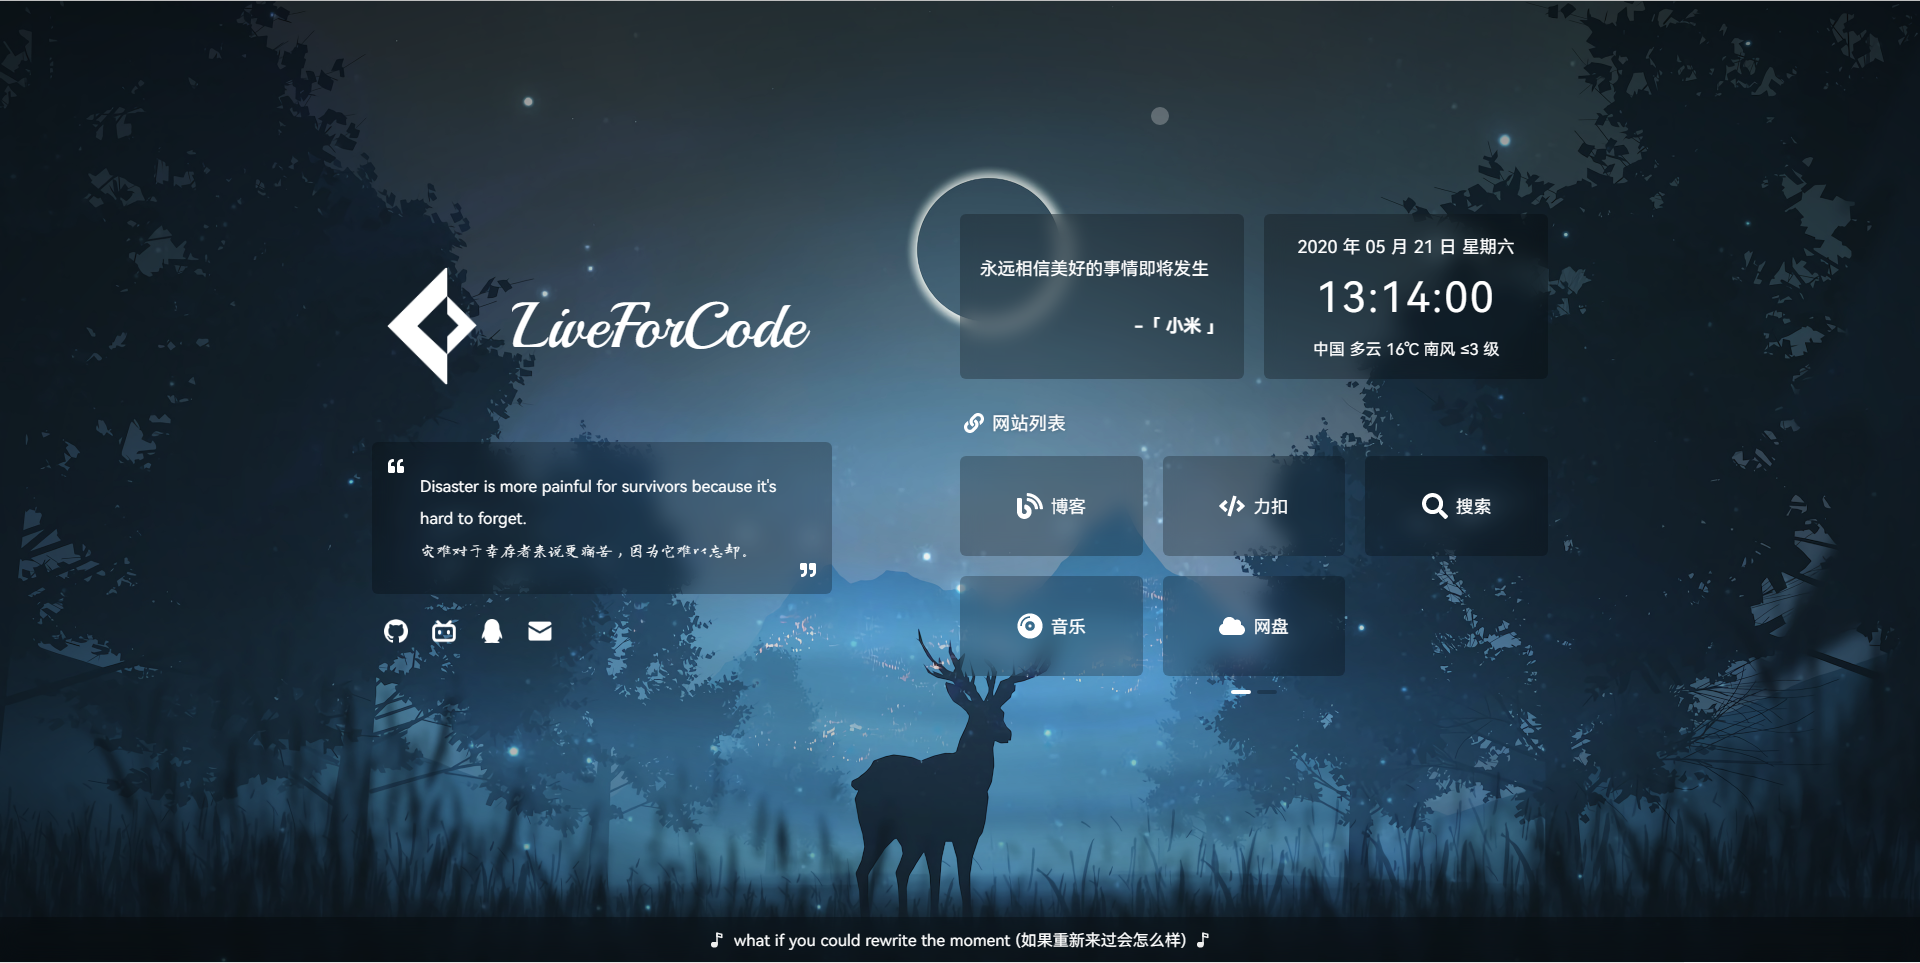 LiveForCode
Disaster is more painful for survivors because it's
hard to forget.
灾难对于幸存者来说更痛苦，因为它难以忘却。
永远相信美好的事情即将发生
-「 小米 」
2020 年 05 月 21 日 星期六
13:14:00
中国 多云 16℃ 南风 ≤3 级
网站列表
博客
力扣
搜索
音乐
网盘
what if you could rewrite the moment (如果重新来过会怎么样)